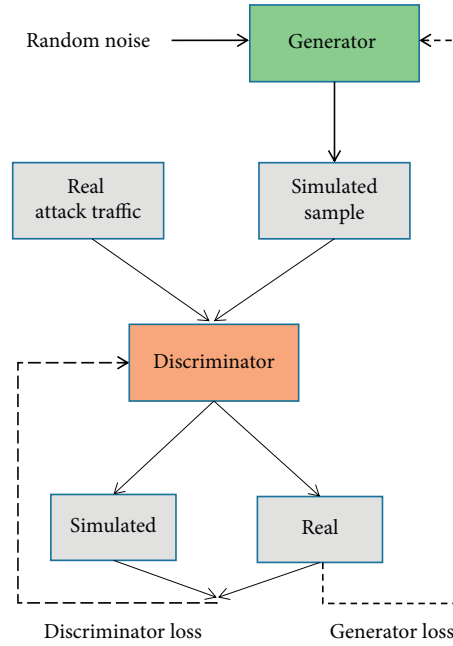 Random noise
Generator
Real
attack traffic
Simulated
sample
Discriminator
Simulated
Real
Discriminator loss
Generator loss